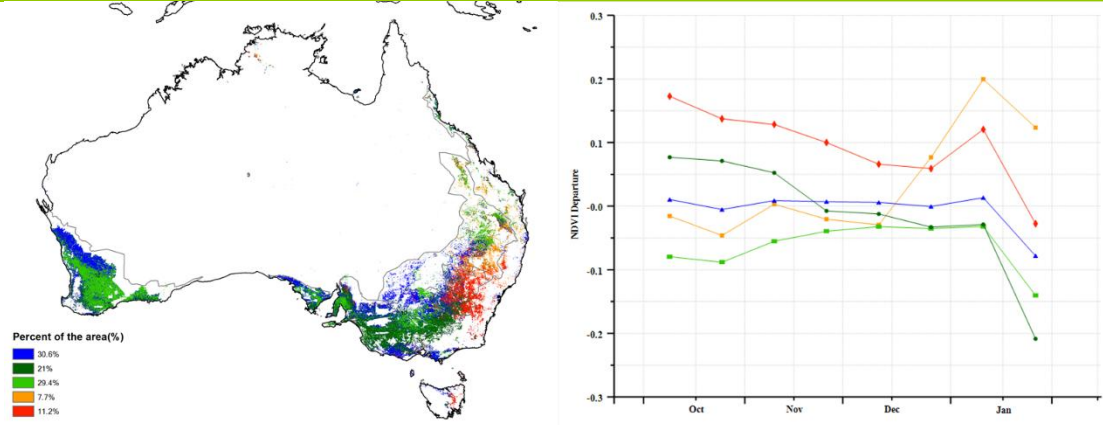 Percent of the area(%)
30.6%
21%
29.4%
7.7%
11.2%
NDVI Departure
0.3
0.2
0.1
-0.0
-0.1
-0.2
-0.3
Oct
Nov
Dec
Jan